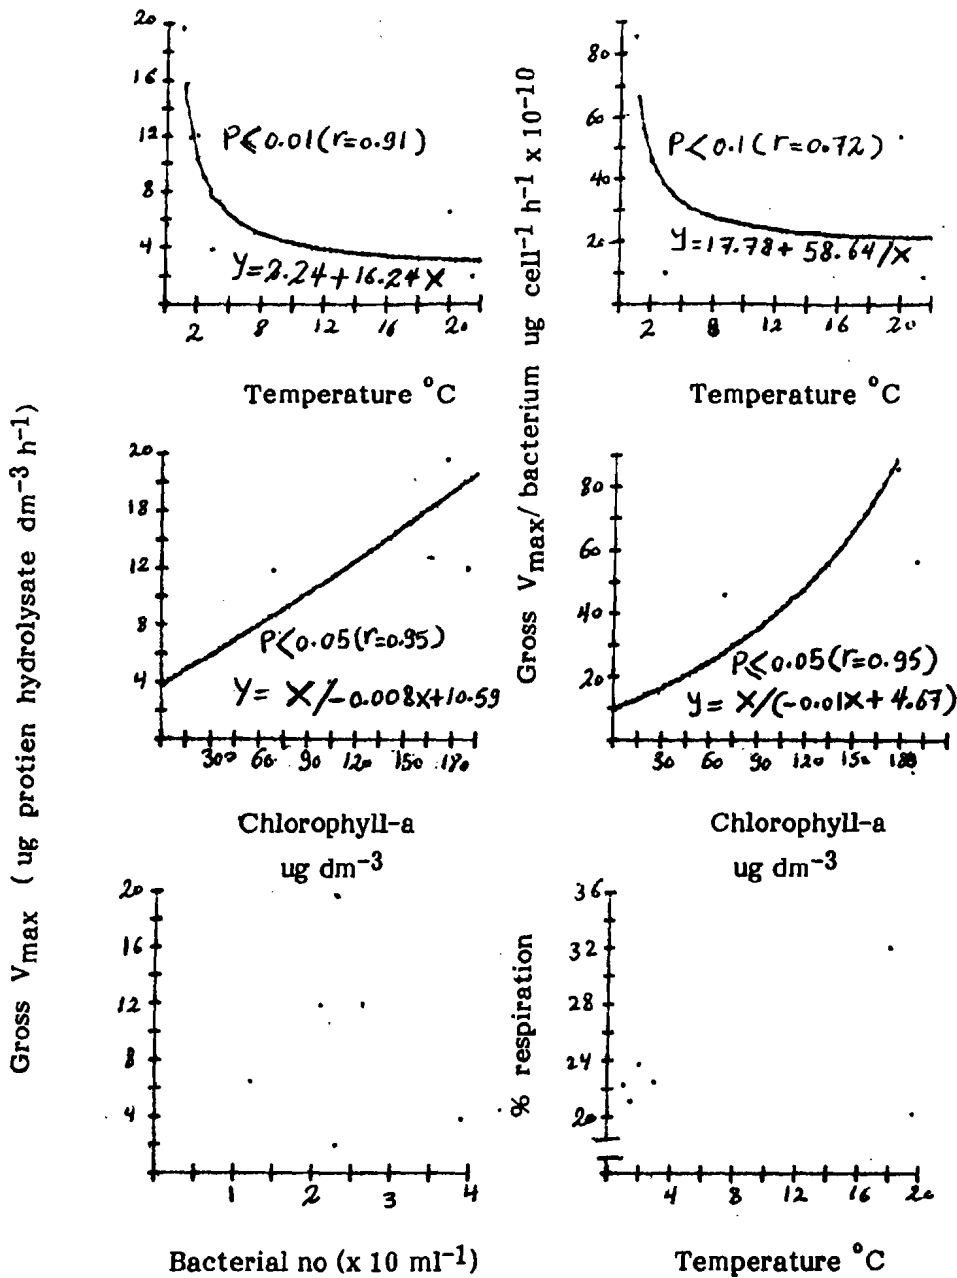 Gross Vmax ( ug protien hydrolysate dm-3 h-1)
20
16
12
8
4
P≤0.01(r=0.91)
Y=2.24+16.24X
2 8 12 16 20
Temperature °C
Gross Vmax/ bacterium ug cell-1 h-1 x 10-10
80
60
40
20
P<0.1(r=0.72)
Y=17.78+58.64/X
2 8 12 16 20
Temperature °C
20
18
12
8
4
P<0.05(r=0.95)
Y= X/-0.008X+10.59
300 60 90 120 150 180
Chlorophyll-a
ug dm-3
80
60
40
20
P≤0.05(r=0.95)
Y= X/(-0.01X+4.67)
30 60 90 120 150 180
Chlorophyll-a
ug dm-3
20
16
12
8
4
1 2 3 4
Bacterial no (x 10 ml-1)
% respiration
36
32
28
24
20
4 8 12 16 20
Temperature °C